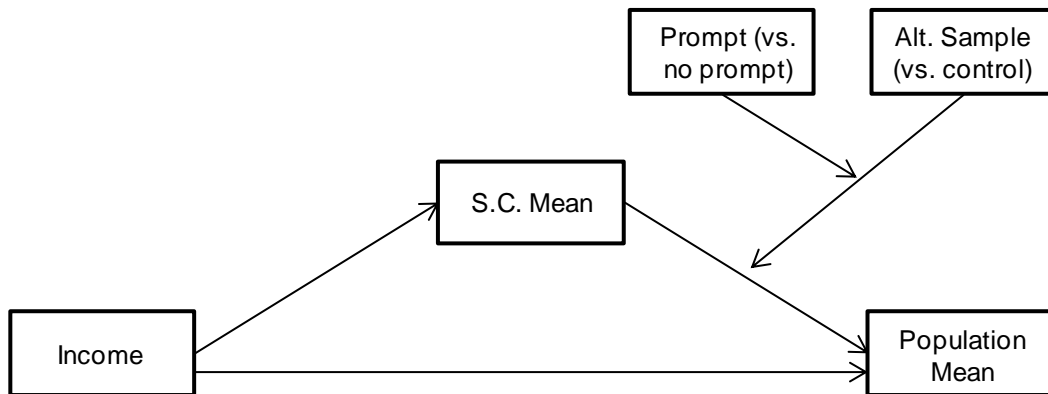 Prompt (vs.
no prompt)
Alt. Sample
(vs. control)
S.C. Mean
Income
Population
Mean